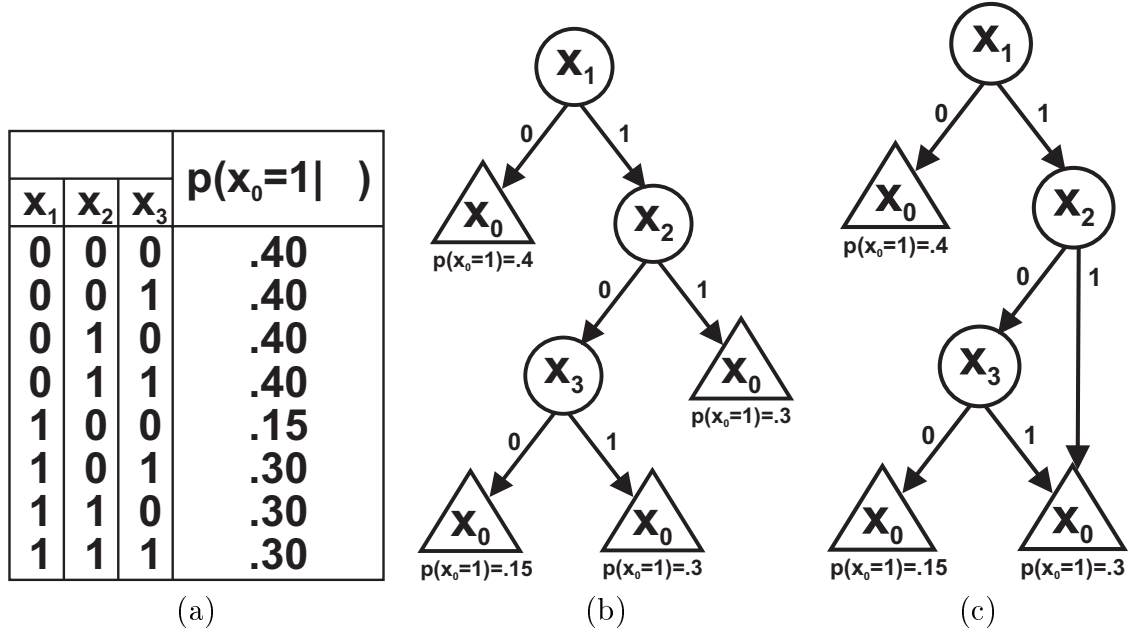 p(x₀=1| )
x₁ x₂ x₃
0 0 0 .40
0 0 1 .40
0 1 0 .40
0 1 1 .40
1 0 0 .15
1 0 1 .30
1 1 0 .30
1 1 1 .30
(a)
x₁
0 1
x₀
p(x₀=1)=.4
x₂
0 1
x₃
x₀
p(x₀=1)=.3
0 1
x₀ x₀
p(x₀=1)=.15 p(x₀=1)=.3
(b)
x₁
0 1
x₀
p(x₀=1)=.4
x₂
0 1
x₃
0 1
x₀ x₀
p(x₀=1)=.15 p(x₀=1)=.3
(c)